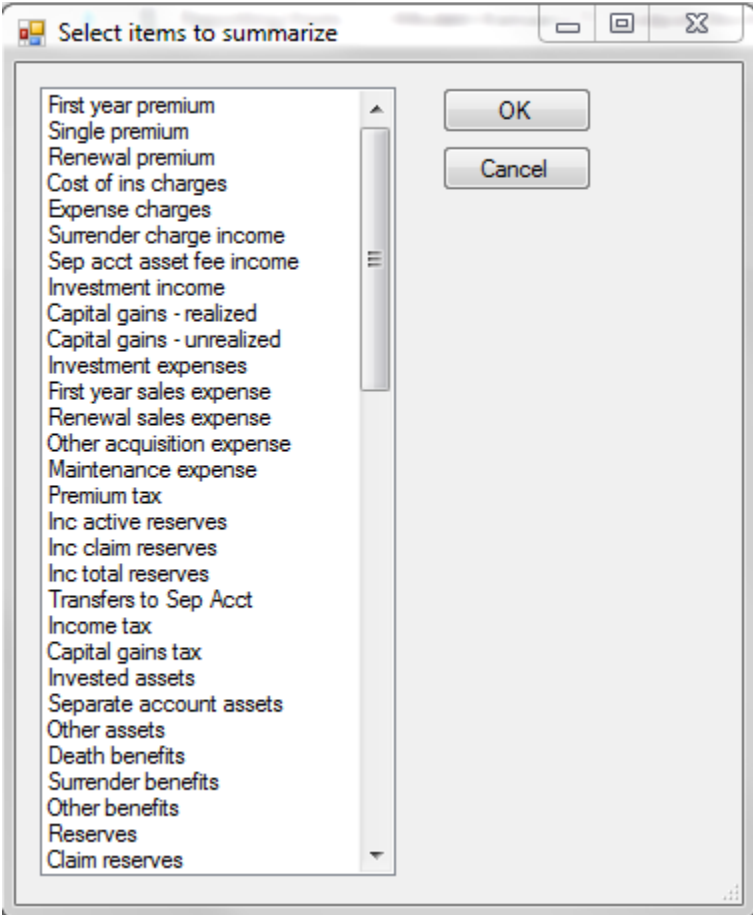 Select items to summarize
First year premium
Single premium
Renewal premium
Cost of ins charges
Expense charges
Surrender charge income
Sep acct asset fee income
Investment income
Capital gains - realized
Capital gains - unrealized
Investment expenses
First year sales expense
Renewal sales expense
Other acquisition expense
Maintenance expense
Premium tax
Inc active reserves
Inc claim reserves
Inc total reserves
Transfers to Sep Acct
Income tax
Capital gains tax
Invested assets
Separate account assets
Other assets
Death benefits
Surrender benefits
Other benefits
Reserves
Claim reserves
OK
Cancel